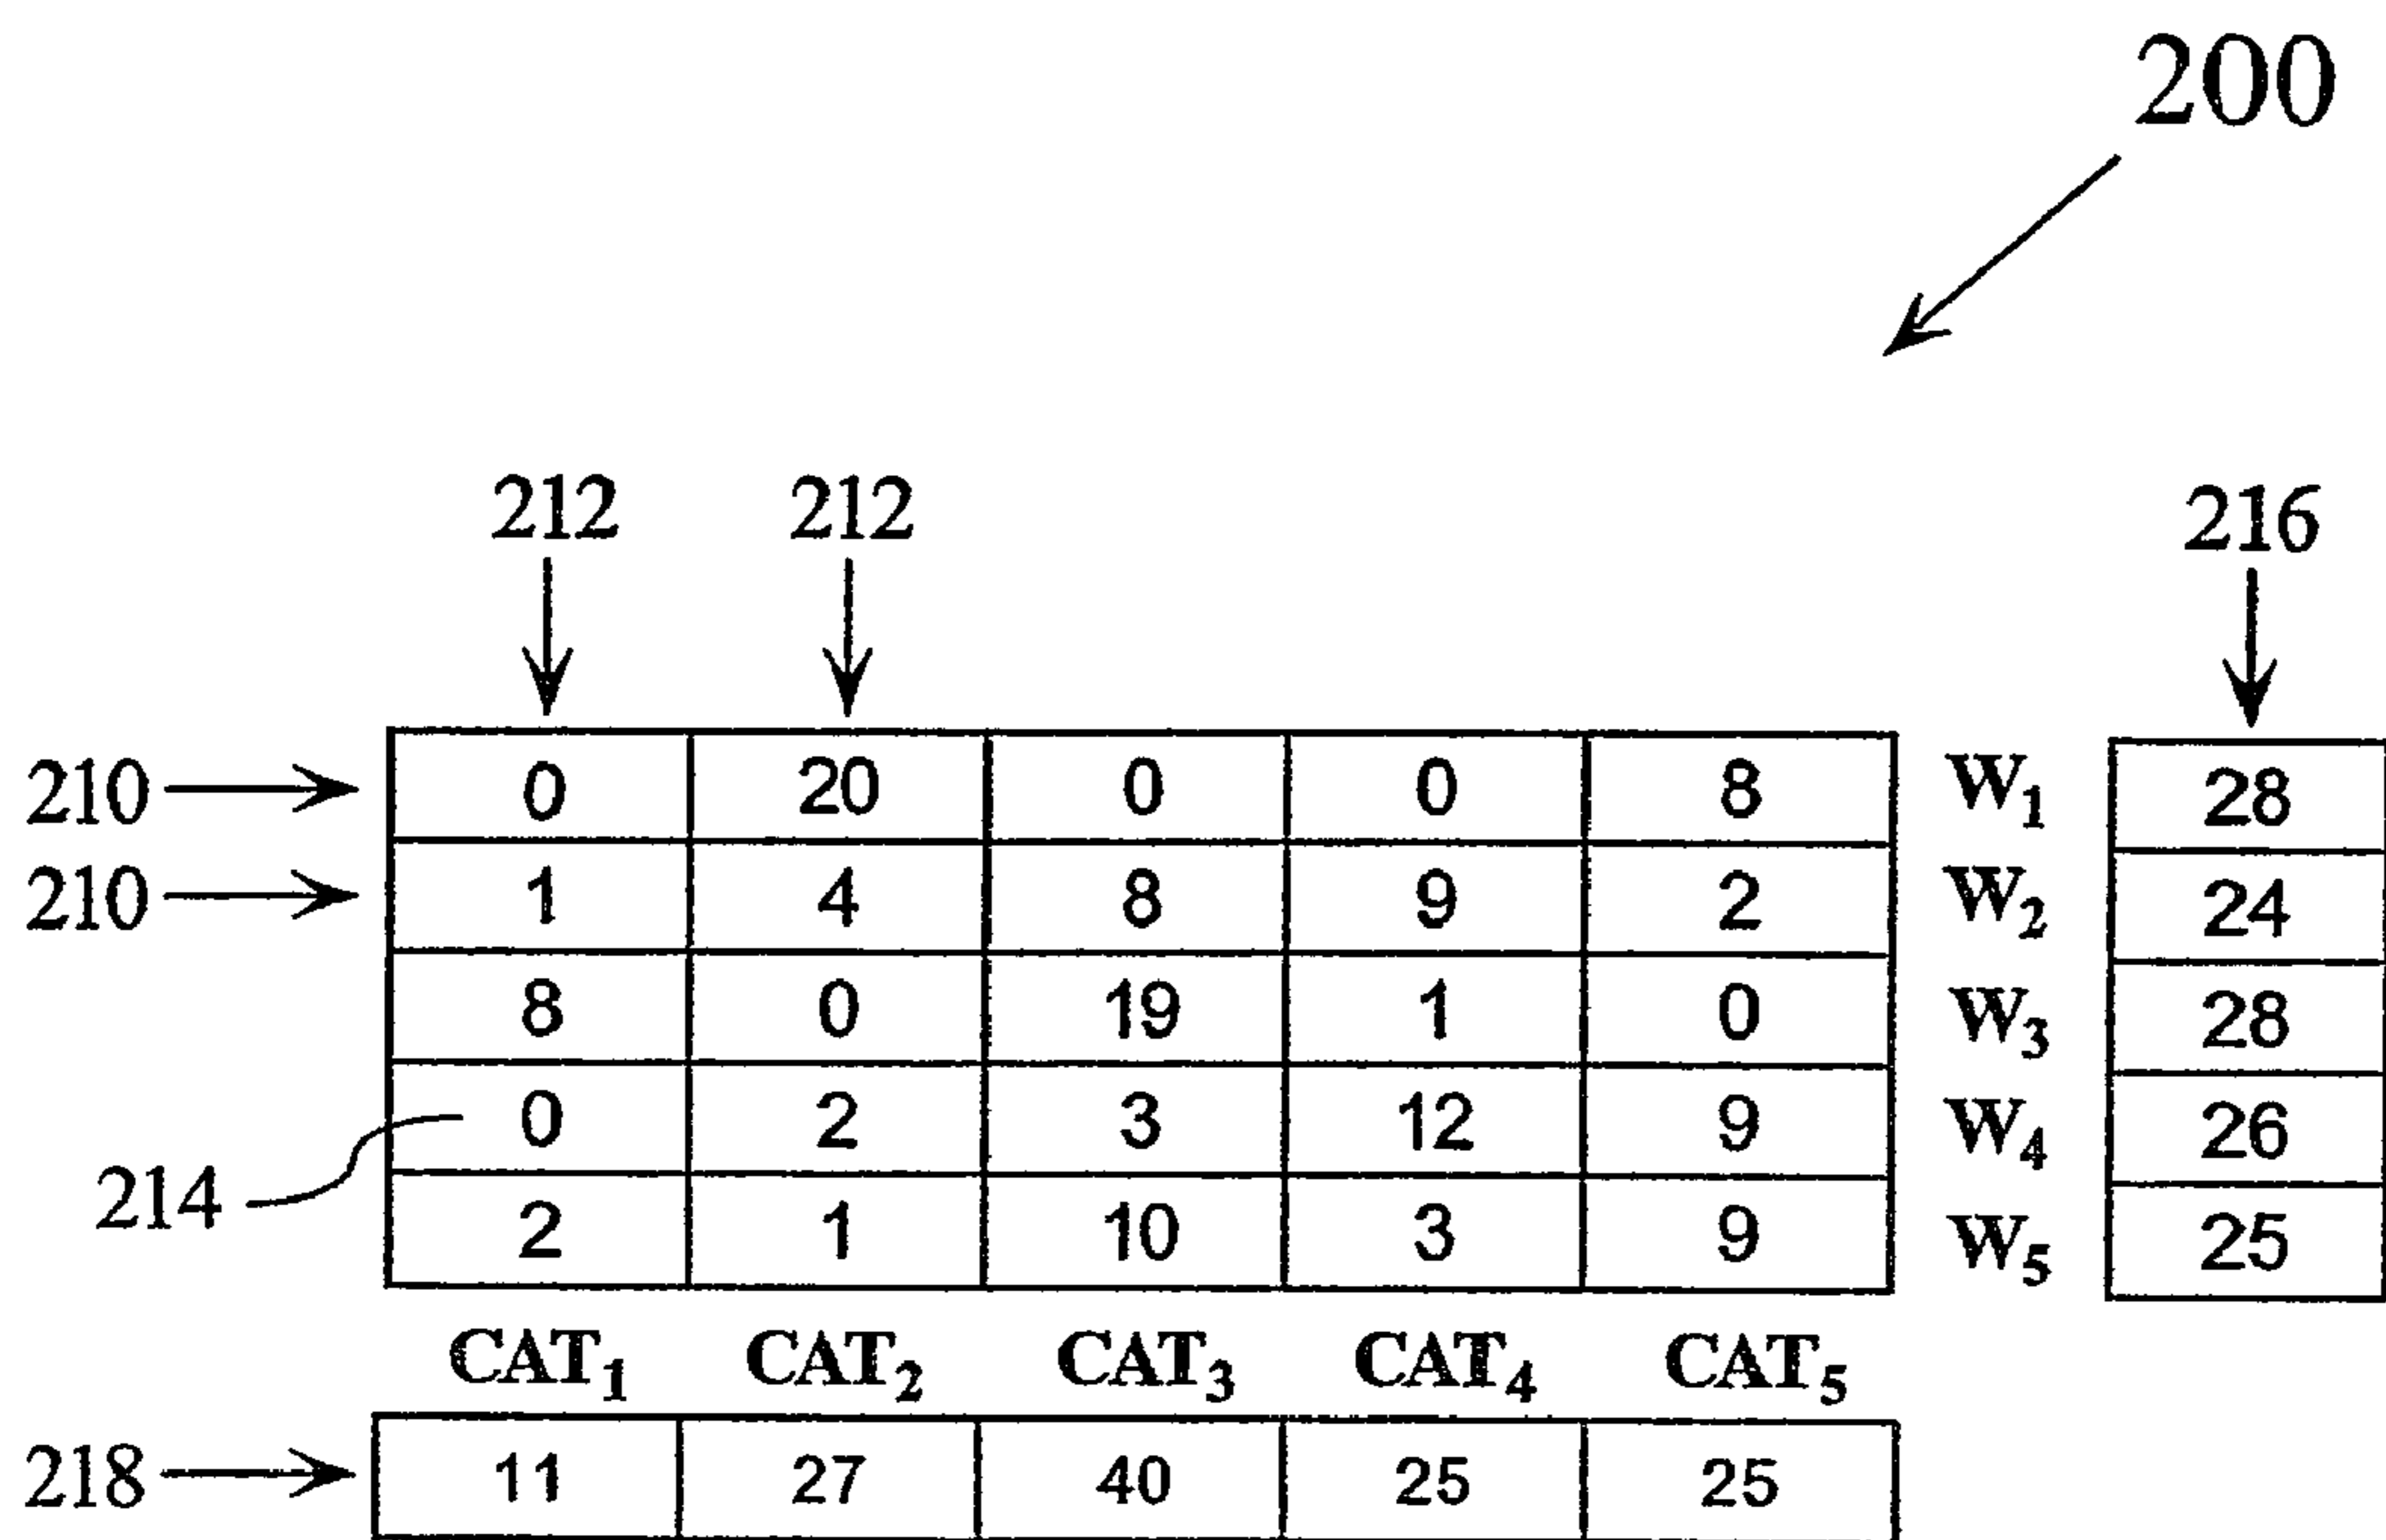 200
212 212 216
210 0 20 0 0 8 W₁ 28
210 1 4 8 9 2 W₂ 24
8 0 19 1 0 W₃ 28
0 2 3 12 9 W₄ 26
214
2 1 10 3 9 W₅ 25
CAT₁ CAT₂ CAT₃ CAT₄ CAT₅
218 11 27 40 25 25